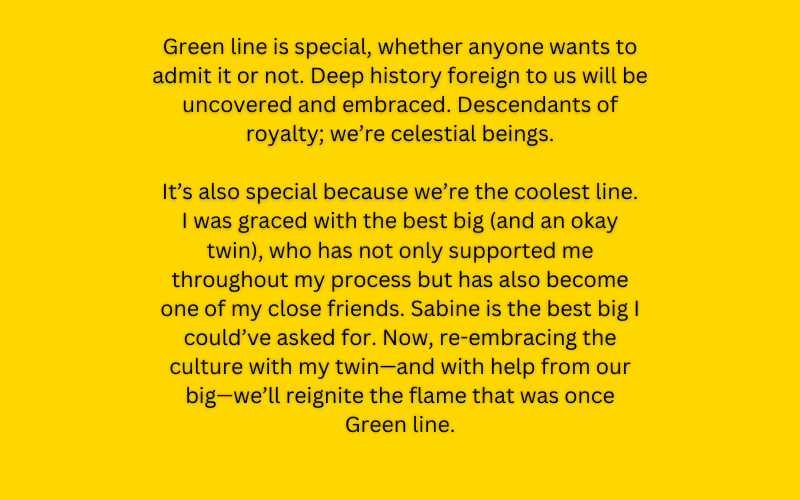 Green line is special, whether anyone wants to
admit it or not. Deep history foreign to us will be
uncovered and embraced. Descendants of
royalty; we’re celestial beings.
It’s also special because we’re the coolest line.
I was graced with the best big (and an okay
twin), who has not only supported me
throughout my process but has also become
one of my close friends. Sabine is the best big I
could’ve asked for. Now, re-embracing the
culture with my twin—and with help from our
big—we’ll reignite the flame that was once
Green line.